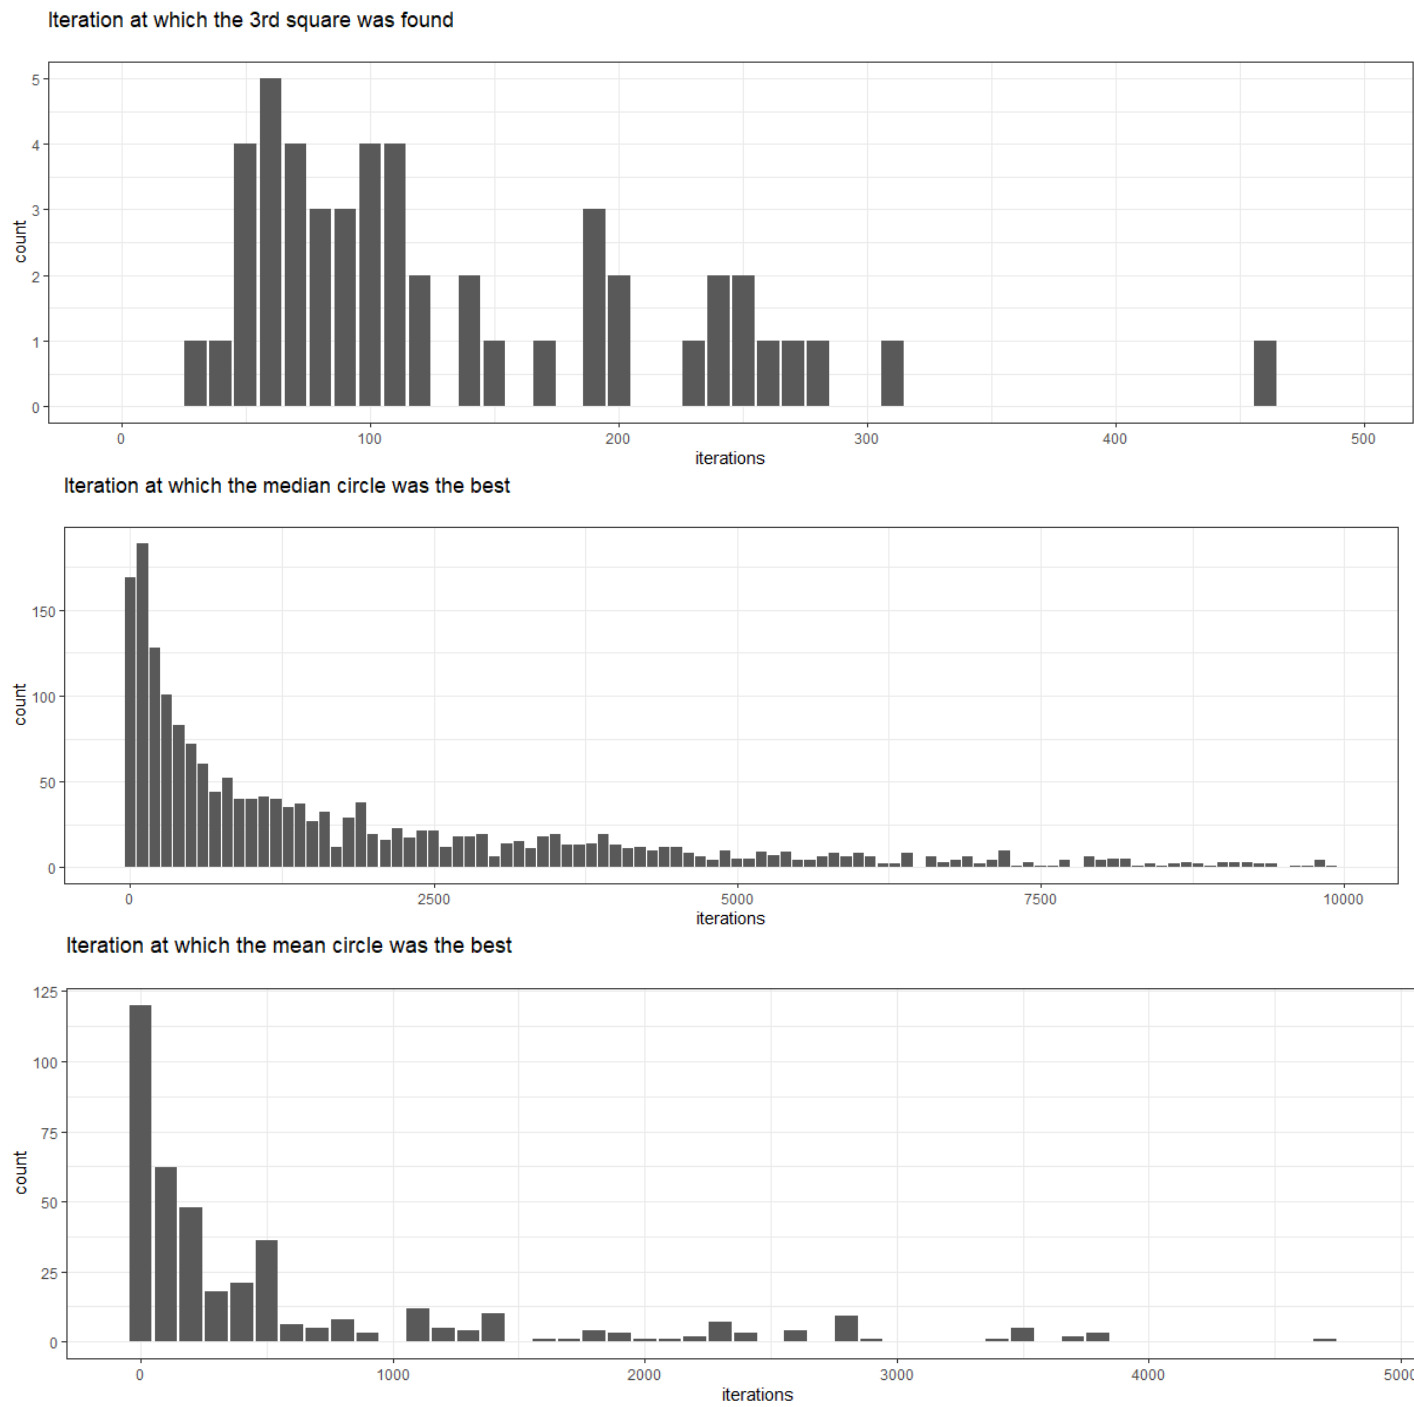 Iteration at which the 3rd square was found
5
4
3
2
1
0
count
0 100 200 300 400 500
iterations
Iteration at which the median circle was the best
150
100
50
0
count
0 2500 5000 7500 10000
iterations
Iteration at which the mean circle was the best
125
100
75
50
25
0
count
0 1000 2000 3000 4000 5000
iterations